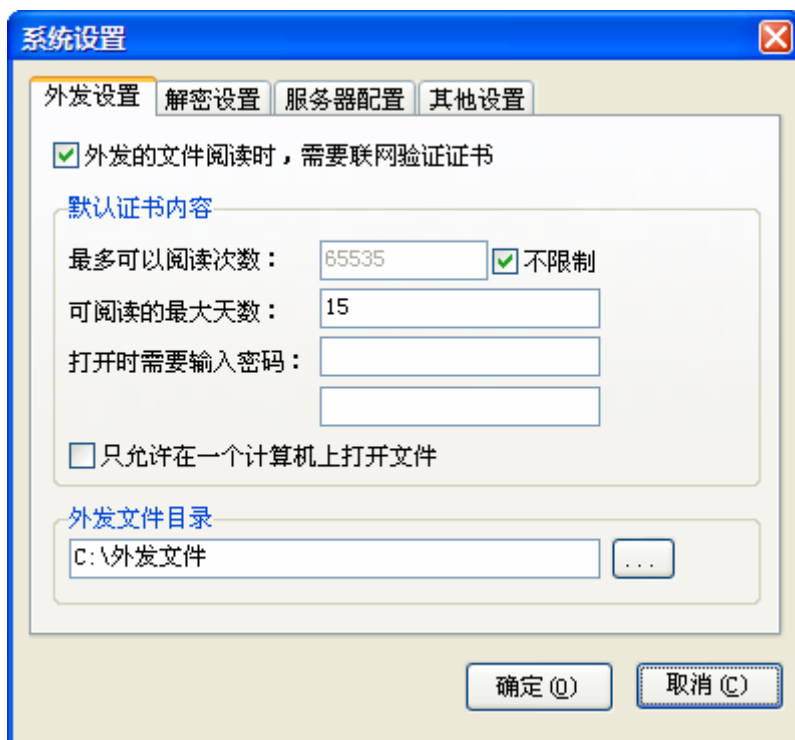 系统设置
外发设置 解密设置 服务器配置 其他设置
外发的文件阅读时，需要联网验证证书
默认证书内容
最多可以阅读次数： 65535 不限制
可阅读的最大天数： 15
打开时需要输入密码：
只允许在一个计算机上打开文件
外发文件目录
C:\外发文件 ...
确定(O) 取消(C)